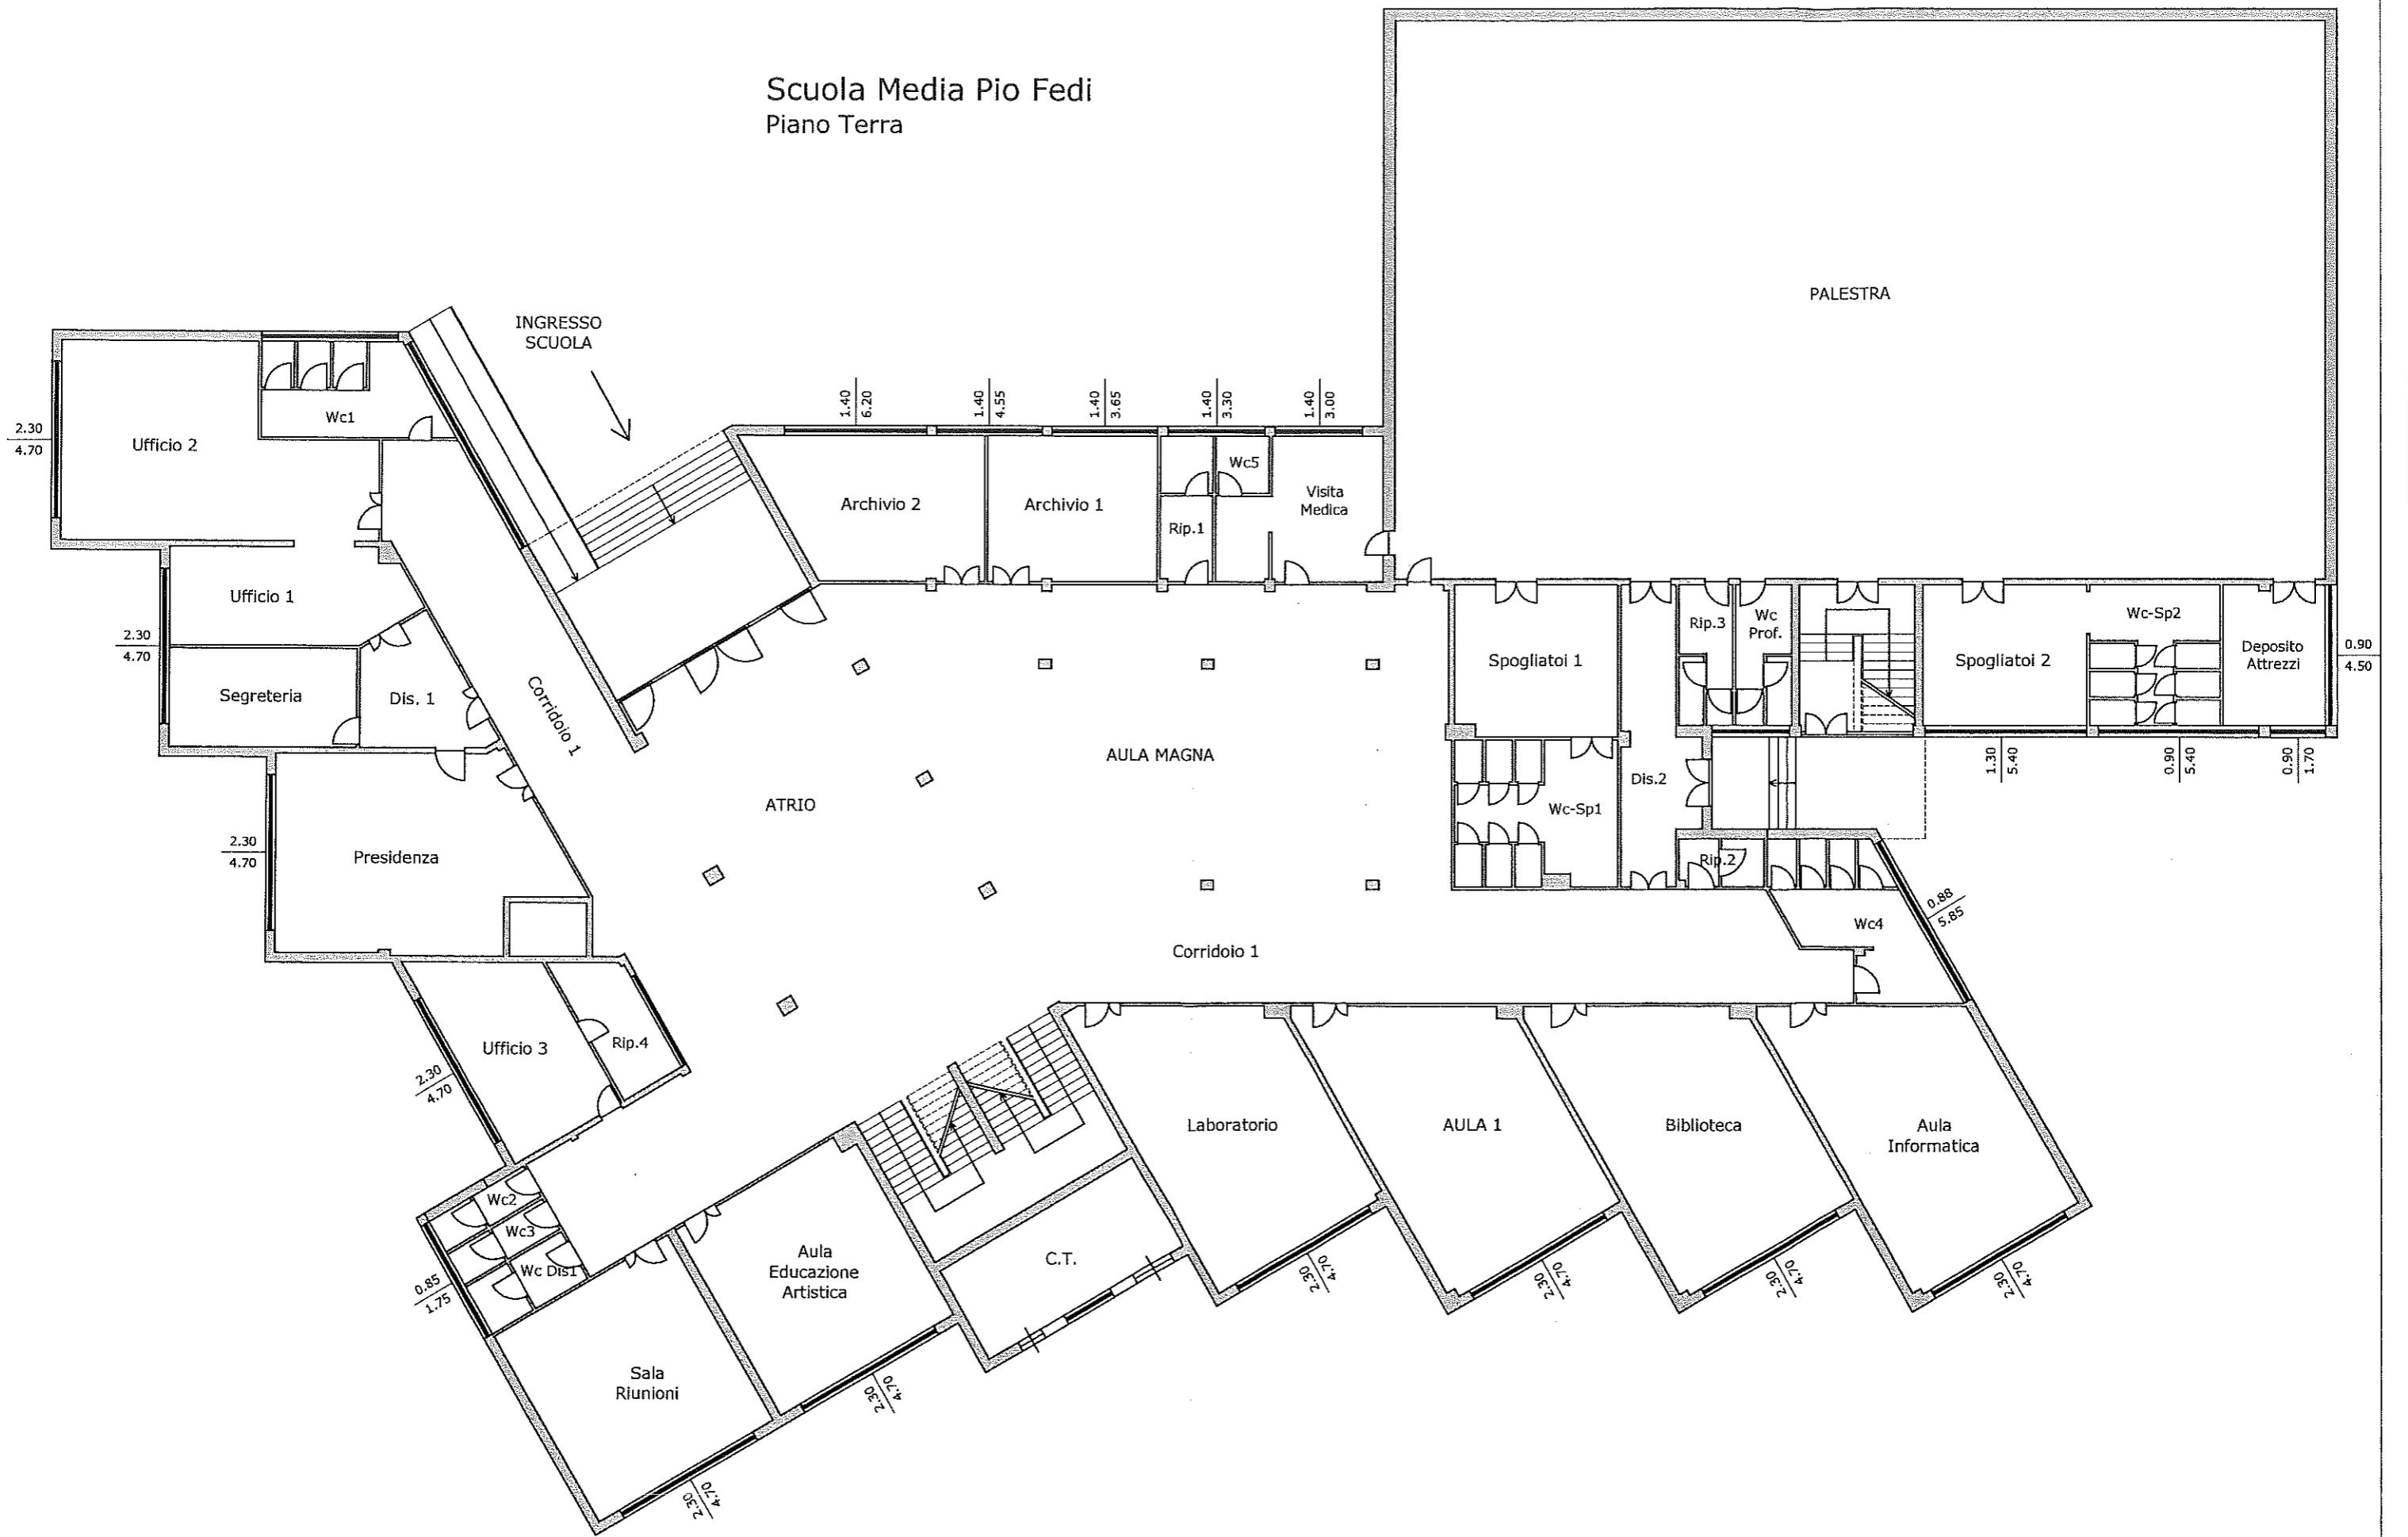 Scuola Media Pio Fedi
Piano Terra
INGRESSO
SCUOLA
PALESTRA
Wc1
Ufficio 2
2.30
4.70
1.40
6.20
1.40
4.55
1.40
3.65
1.40
3.30
1.40
3.00
Archivio 2
Archivio 1
Rip.1
Wc5
Visita
Medica
Ufficio 1
2.30
4.70
Segreteria
Dis. 1
Corridoio 1
Spogliatoi 1
Rip.3
Wc
Prof.
Spogliatoi 2
Wc-Sp2
Deposito
Attrezzi
0.90
4.50
AULA MAGNA
ATRIO
Dis.2
Wc-Sp1
1.30
5.40
0.90
5.40
0.90
1.70
2.30
4.70
Presidenza
Rip.2
Wc4
0.88
5.85
Corridoio 1
Ufficio 3
Rip.4
2.30
4.70
Laboratorio
AULA 1
Biblioteca
Aula
Informatica
Wc2
Wc3
Wc Dis1
0.85
1.75
Aula
Educazione
Artistica
C.T.
2.30
4.70
2.30
4.70
2.30
4.70
2.30
4.70
Sala
Riunioni
2.30
4.70
2.30
4.70